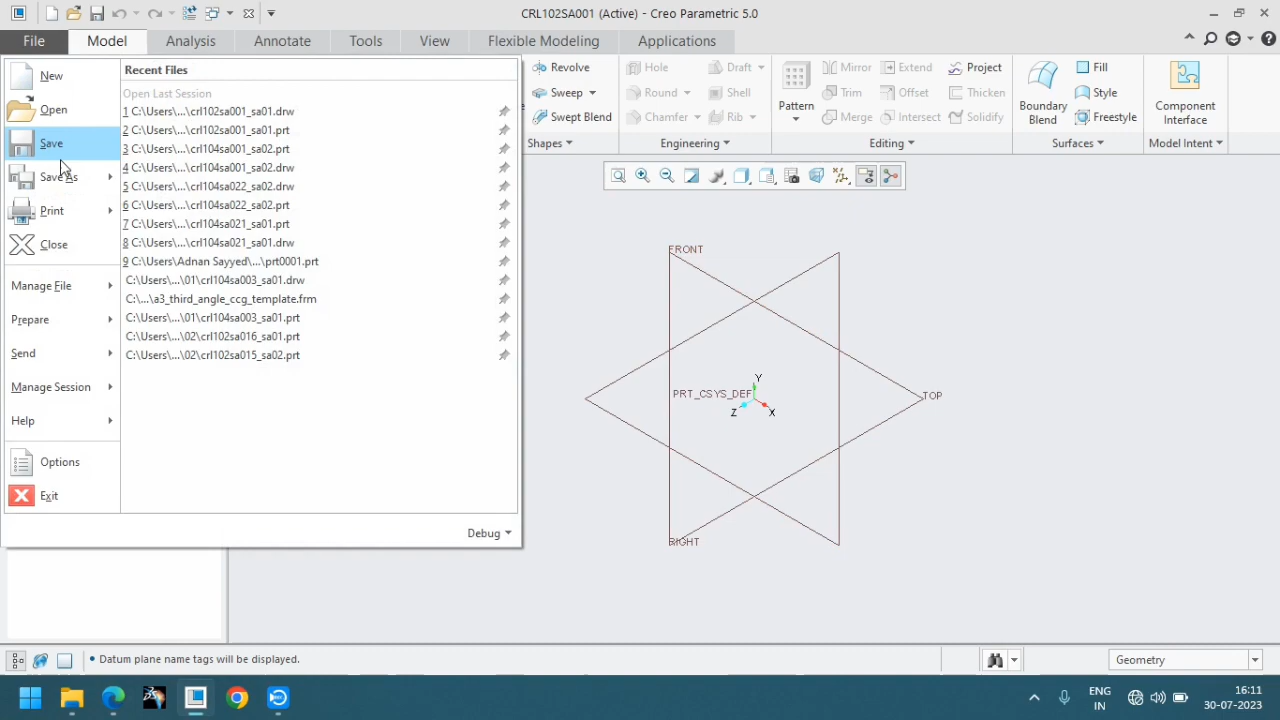 CRL102SA001 (Active) - Creo Parametric 5.0
File Model Analysis Annotate Tools View Flexible Modeling Applications
New
Open
Save
Save As
Print
Close
Manage File
Prepare
Send
Manage Session
Help
Options
Exit
Recent Files
Open Last Session
1 C:\Users\...\crl102sa001_sa01.drw
2 C:\Users\...\crl102sa001_sa01.prt
3 C:\Users\...\crl104sa001_sa02.prt
4 C:\Users\...\crl104sa001_sa02.drw
5 C:\Users\...\crl104sa022_sa02.drw
6 C:\Users\...\crl104sa022_sa02.prt
7 C:\Users\...\crl104sa021_sa01.prt
8 C:\Users\...\crl104sa021_sa01.drw
9 C:\Users\Adnan Sayyed\...\prt0001.prt
C:\Users\...\01\crl104sa003_sa01.drw
C:\...\a3_third_angle_ccg_template.frm
C:\Users\...\01\crl104sa003_sa01.prt
C:\Users\...\02\crl102sa016_sa01.prt
C:\Users\...\02\crl102sa015_sa02.prt
Debug
Revolve
Sweep
Swept Blend
Shapes
Hole Draft
Round Shell
Chamfer Rib
Engineering
Pattern
Mirror Extend Project
Trim Offset Thicken
Merge Intersect Solidify
Editing
Boundary
Blend
Fill
Style
Freestyle
Surfaces
Component
Interface
Model Intent
FRONT
Y
PRT_CSYS_DEF
TOP
Z X
RIGHT
• Datum plane name tags will be displayed.
Geometry
ENG
IN
16:11
30-07-2023